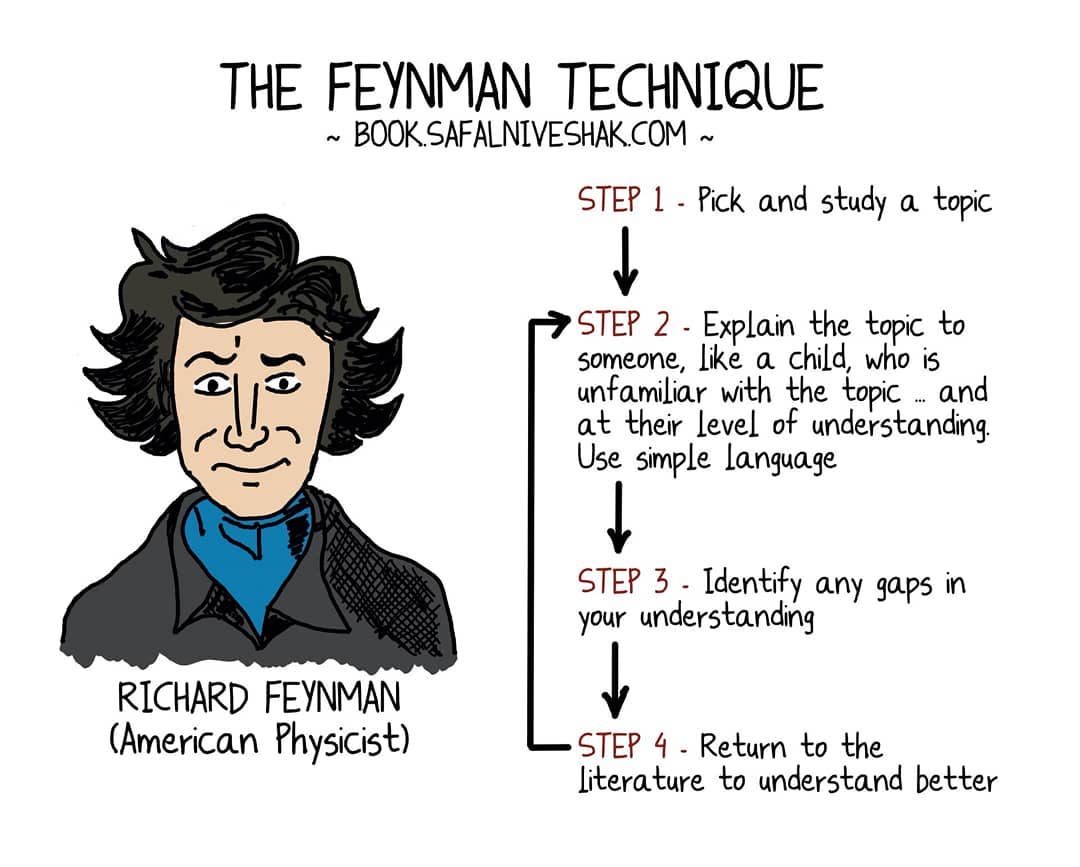 THE FEYNMAN TECHNIQUE
~ BOOK.SAFALNIVESHAK.COM ~
STEP 1 - Pick and study a topic
STEP 2 - Explain the topic to
someone, like a child, who is
unfamiliar with the topic ... and
at their level of understanding.
Use simple language
STEP 3 - Identify any gaps in
your understanding
STEP 4 - Return to the
literature to understand better
RICHARD FEYNMAN
(American Physicist)